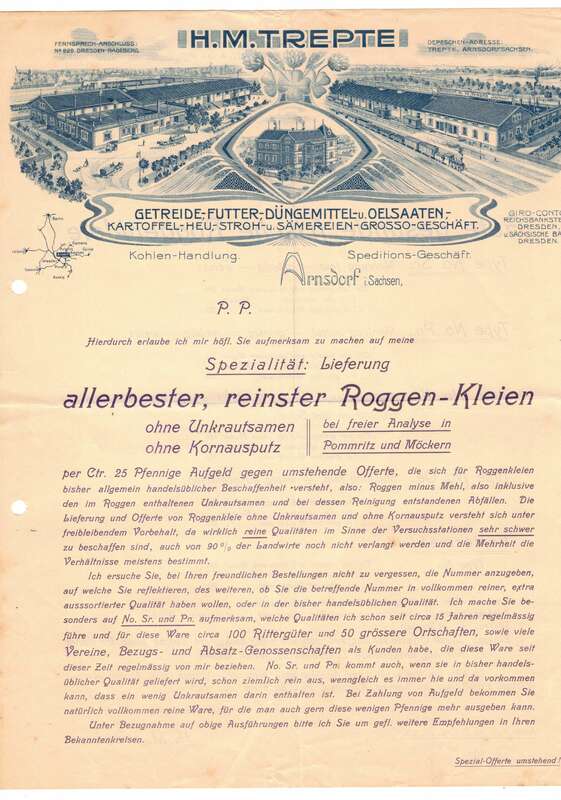 H.M.TREPTE
FERNSPRECH-ANSCHLUSS:
No 826 DRESDEN RADEBERG.
DEPESCHEN-ADRESSE:
TREPTE, ARNSDORFSACHSEN.
GETREIDE,-FUTTER,-DÜNGEMITTEL-u. OELSAATEN,-
KARTOFFEL-HEU,-STROH-u. SÄMEREIEN-GROSSO-GESCHÄFT.
GIRO-CONTO
REICHSBANKSTE
DRESDEN,
u. SÄCHSISCHE BA
DRESDEN.
Kohlen-Handlung.
Speditions-Geschäft.
Arnsdorf i. Sachsen,
P. P.
Hierdurch erlaube ich mir höfl. Sie aufmerksam zu machen auf meine
Spezialität: Lieferung
allerbester, reinster Roggen-Kleien
ohne Unkrautsamen
ohne Kornausputz
bei freier Analyse in
Pommritz und Möckern
per Ctr. 25 Pfennige Aufgeld gegen umstehende Offerte, die sich für Roggenkleien
bisher allgemein handelsüblicher Beschaffenheit versteht, also: Roggen minus Mehl, also inklusive
den im Roggen enthaltenen Unkrautsamen und bei dessen Reinigung entstandenen Abfällen. Die
Lieferung und Offerte von Roggenkleie ohne Unkrautsamen und ohne Kornausputz versteht sich unter
freibleibendem Vorbehalt, da wirklich reine Qualitäten im Sinne der Versuchsstationen sehr schwer
zu beschaffen sind, auch von 90% der Landwirte noch nicht verlangt werden und die Mehrheit die
Verhältnisse meistens bestimmt.
Ich ersuche Sie, bei Ihren freundlichen Bestellungen nicht zu vergessen, die Nummer anzugeben,
auf welche Sie reflektieren, des weiteren, ob Sie die betreffende Nummer in vollkommen reiner, extra
ausssortierter Qualität haben wollen, oder in der bisher handelsüblichen Qualität. Ich mache Sie be-
sonders auf No. Sr. und Pn. aufmerksam, welche Qualitäten ich schon seit circa 15 Jahren regelmässig
führe und für diese Ware circa 100 Rittergüter und 50 grössere Ortschaften, sowie viele
Vereine, Bezugs- und Absatz-Genossenschaften als Kunden habe, die diese Ware seit
dieser Zeit regelmässig von mir beziehen. No. Sr. und Pn. kommt auch, wenn sie in bisher handels-
üblicher Qualität geliefert wird, schon ziemlich rein aus, wenngleich es immer hie und da vorkommen
kann, dass ein wenig Unkrautsamen darin enthalten ist. Bei Zahlung von Aufgeld bekommen Sie
natürlich vollkommen reine Ware, für die man auch gern diese wenigen Pfennige mehr ausgeben kann.
Unter Bezugnahme auf obige Ausführungen bitte ich Sie um gefl. weitere Empfehlungen in Ihren
Bekanntenkreisen.
Spezial-Offerte umstehend!